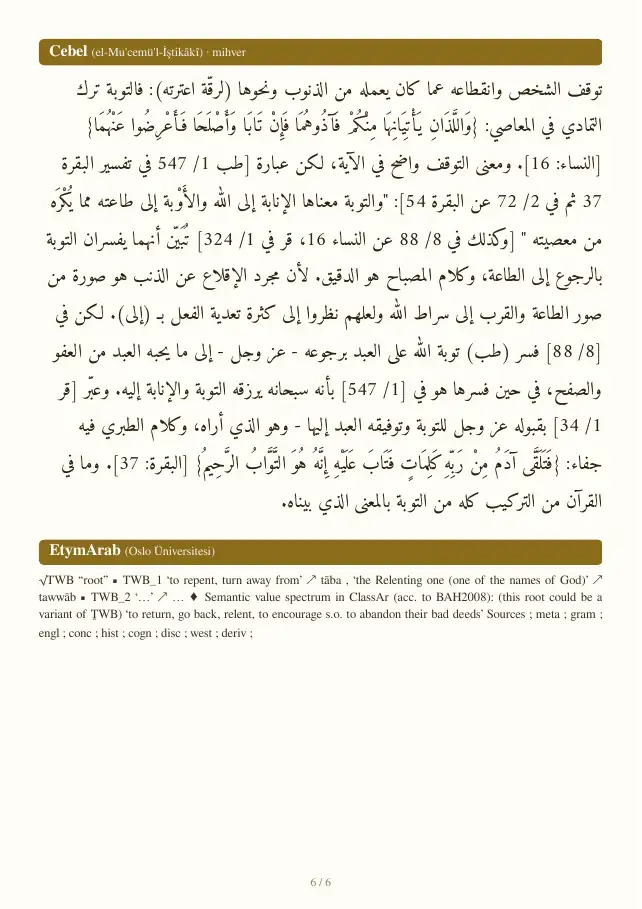 Cebel (el-Mu'cemü'l-İştikâkî) · mihver
توقف الشخص وانقطاعه عما كان يعمله من الذنوب ونحوها (لرقّة اعترته): فالتوبة ترك
التمادي في المعاصي: {وَاللَّذَانِ يَأْتِيَانِهَا مِنْكُمْ فَآذُوهُمَا فَإِنْ تَابَا وَأَصْلَحَا فَأَعْرِضُوا عَنْهُمَا}
[النساء: 16]. ومعنى التوقف واضح في الآية، لكن عبارة [طب 1/ 547 في تفسير البقرة
37 ثم في 2/ 72 عن البقرة 54]: "والتوبة معناها الإنابة إلى الله والأَوْبة إلى طاعته مما يُكْرَه
من معصيته " [وكذلك في 8/ 88 عن النساء 16، قر في 1/ 324] تُبَيّن أنهما يفسران التوبة
بالرجوع إلى الطاعة، وكلام المصباح هو الدقيق. لأن مجرد الإقلاع عن الذنب هو صورة من
صور الطاعة والقرب إلى سراط الله ولعلهم نظروا إلى كثرة تعدية الفعل بـ (إلى). لكن في
[8/ 88] فسر (طب) توبة الله على العبد برجوعه - عز وجل - إلى ما يحبه العبد من العفو
والصفح، في حين فسرها هو في [1/ 547] بأنه سبحانه يرزقه التوبة والإنابة إليه. وعبّر [قر
1/ 34] بقبوله عز وجل للتوبة وتوفيقه العبد إليها - وهو الذي أراه، وكلام الطبري فيه
جفاء: {فَتَلَقَّى آدَمُ مِنْ رَبِّهِ كَلِمَاتٍ فَتَابَ عَلَيْهِ إِنَّهُ هُوَ التَّوَّابُ الرَّحِيمُ} [البقرة: 37]. وما في
القرآن من التركيب كله من التوبة بالمعنى الذي بيناه.
EtymArab (Oslo Üniversitesi)
√TWB “root” ▪ TWB_1 ‘to repent, turn away from’ ↗ tāba , ‘the Relenting one (one of the names of God)’ ↗
tawwāb ▪ TWB_2 ‘…’ ↗ … ♦ Semantic value spectrum in ClassAr (acc. to BAH2008): (this root could be a
variant of ṮWB) ‘to return, go back, relent, to encourage s.o. to abandon their bad deeds’ Sources ; meta ; gram ;
engl ; conc ; hist ; cogn ; disc ; west ; deriv ;
6 / 6